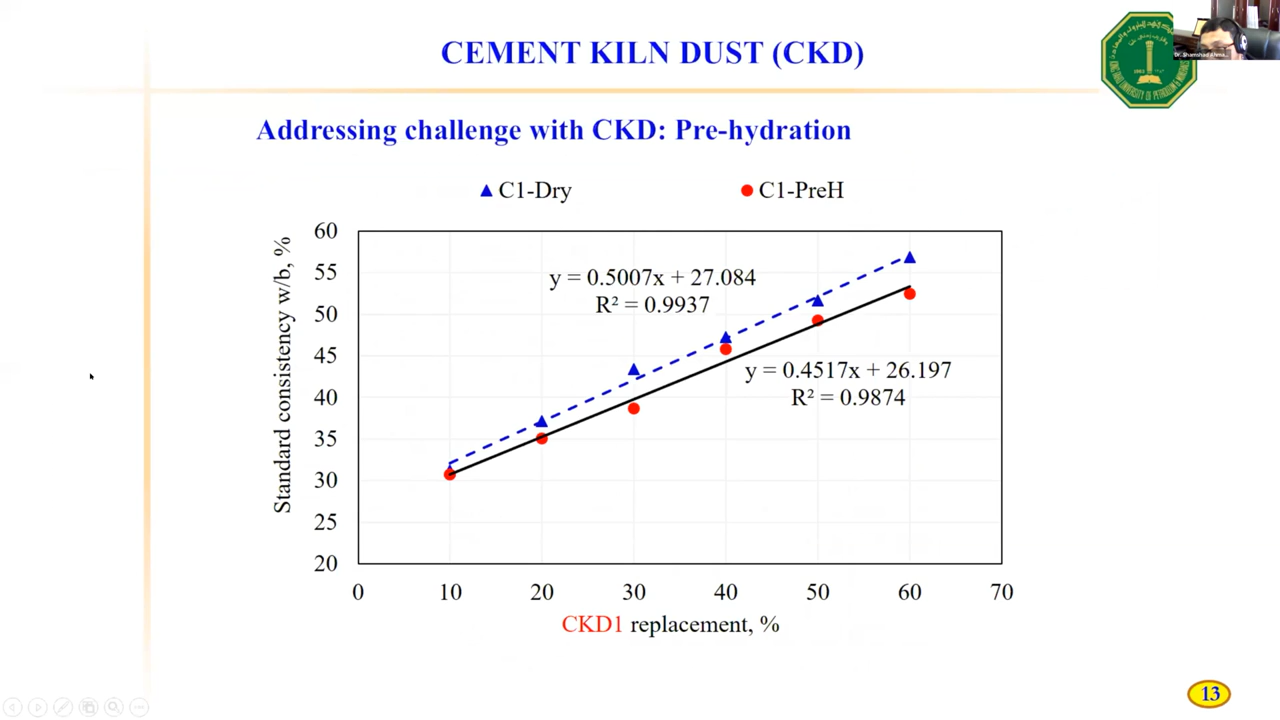 CEMENT KILN DUST (CKD)
Addressing challenge with CKD: Pre-hydration
C1-Dry
C1-PreH
Standard consistency w/b, %
60
55
50
45
40
35
30
25
20
y = 0.5007x + 27.084
R² = 0.9937
y = 0.4517x + 26.197
R² = 0.9874
0 10 20 30 40 50 60 70
CKD1 replacement, %
13
1963